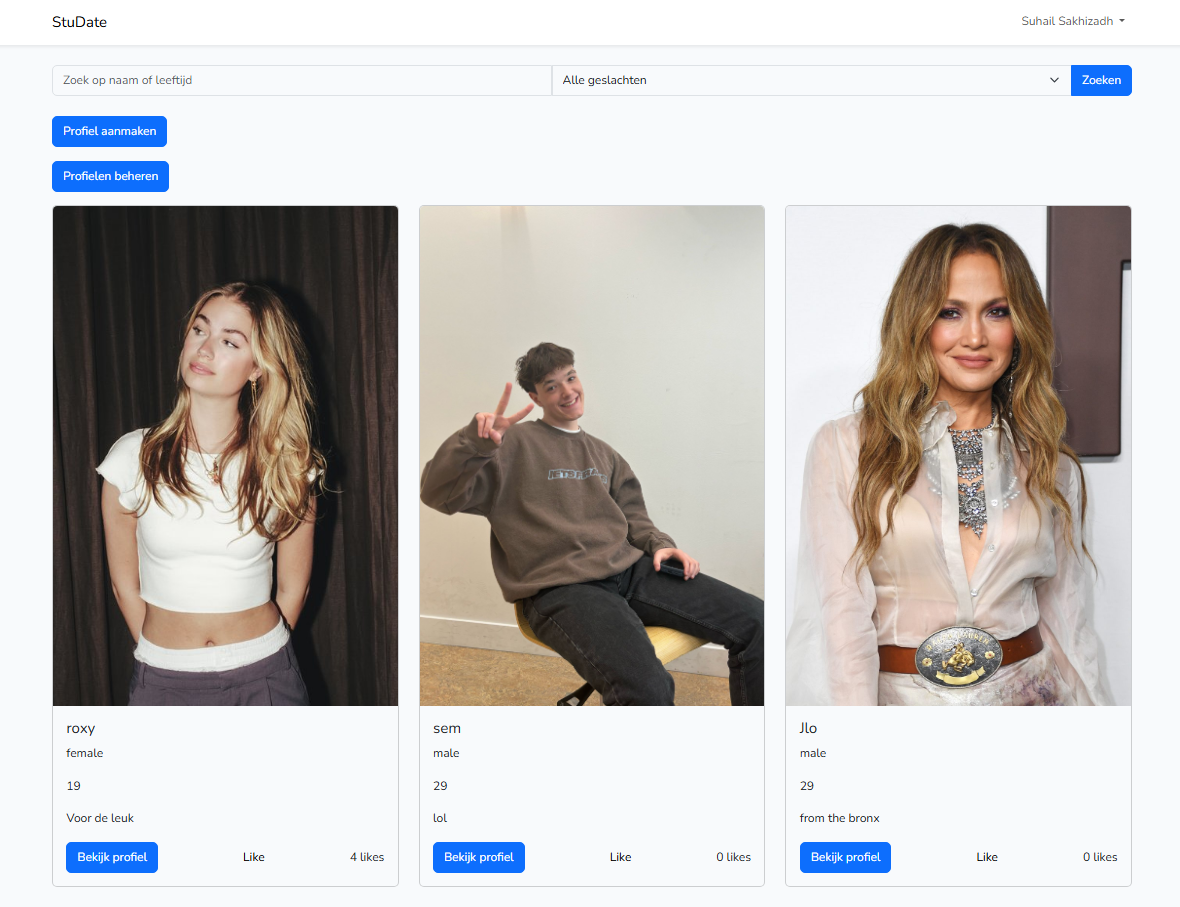 StuDate
Suhail Sakhizadh
Zoek op naam of leeftijd
Alle geslachten
Zoeken
Profiel aanmaken
Profielen beheren
roxy
female
19
Voor de leuk
Bekijk profiel
Like
4 likes
sem
male
29
lol
Bekijk profiel
Like
0 likes
Jlo
male
29
from the bronx
Bekijk profiel
Like
0 likes